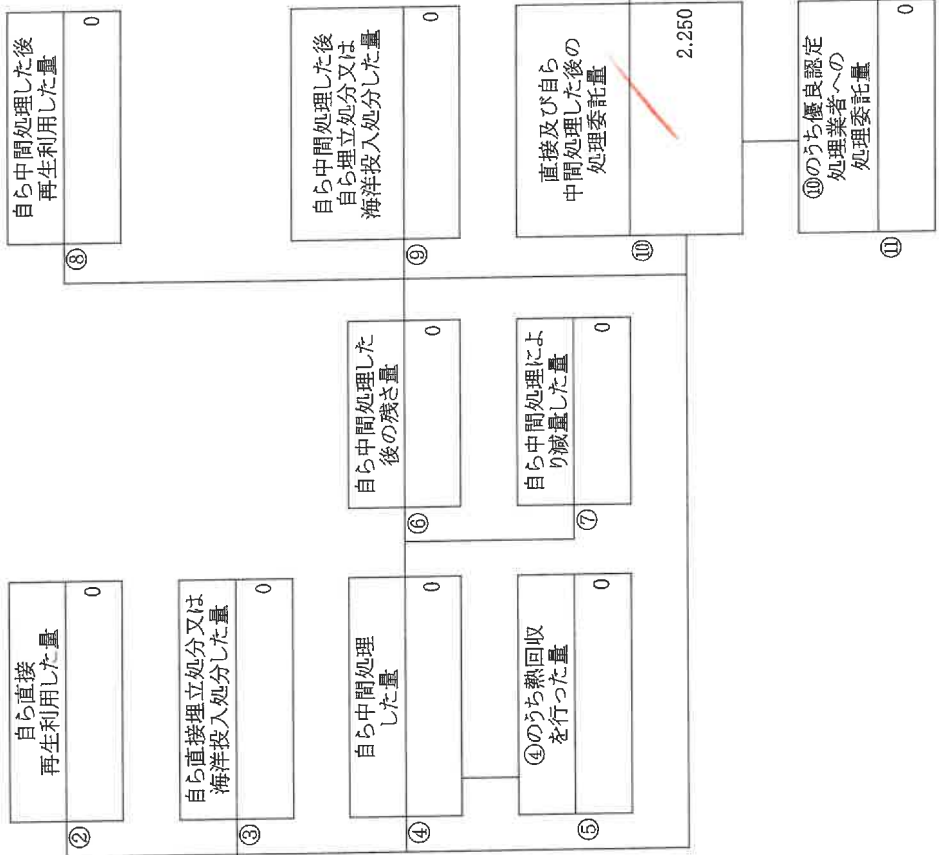 ②
自ら直接
再生利用した量
0
③
自ら直接埋立処分又は
海洋投入処分した量
0
④
自ら中間処理
した量
0
⑤
④のうち熱回収
を行った量
0
⑥
自ら中間処理した
後の残さ量
0
⑦
自ら中間処理によ
り減量した量
0
⑧
自ら中間処理した後
再生利用した量
0
⑨
自ら中間処理した後
自ら埋立処分又は
海洋投入処分した量
0
⑩
直接及び自ら
中間処理した後の
処理委託量
2.250
⑪
⑩のうち優良認定
処理業者への
処理委託量
0